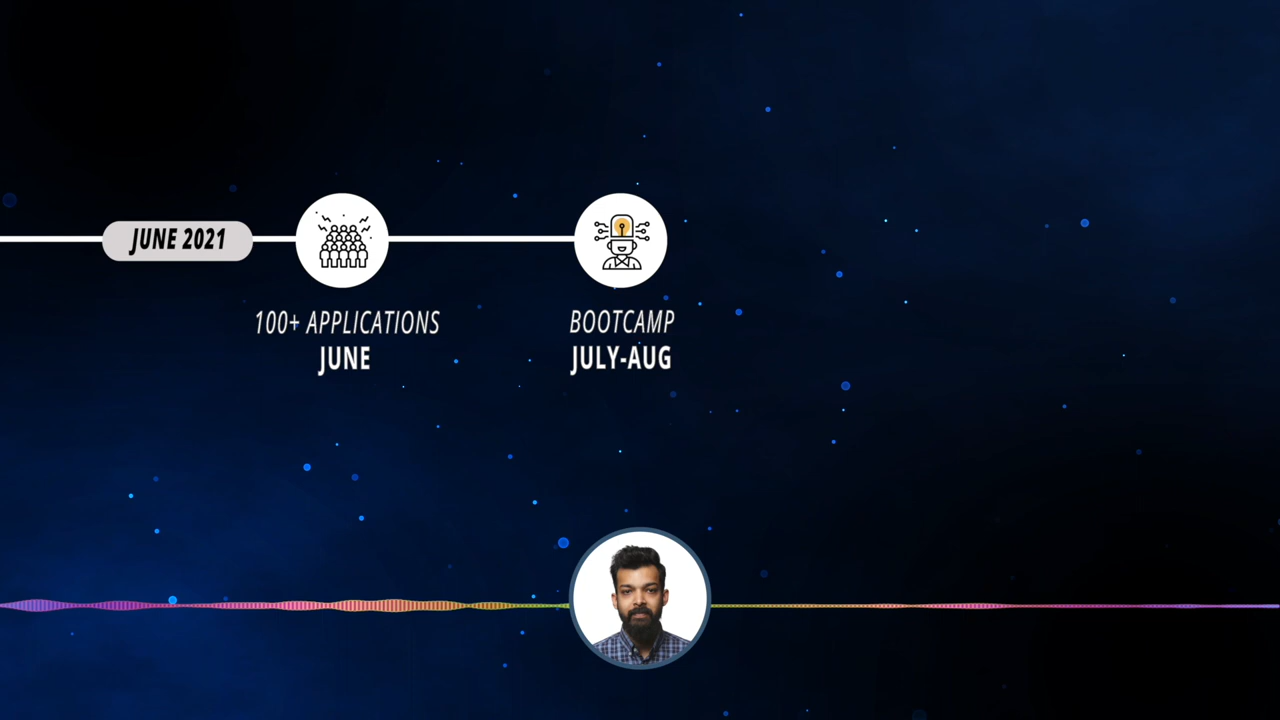 JUNE 2021
100+ APPLICATIONS
JUNE
BOOTCAMP
JULY-AUG